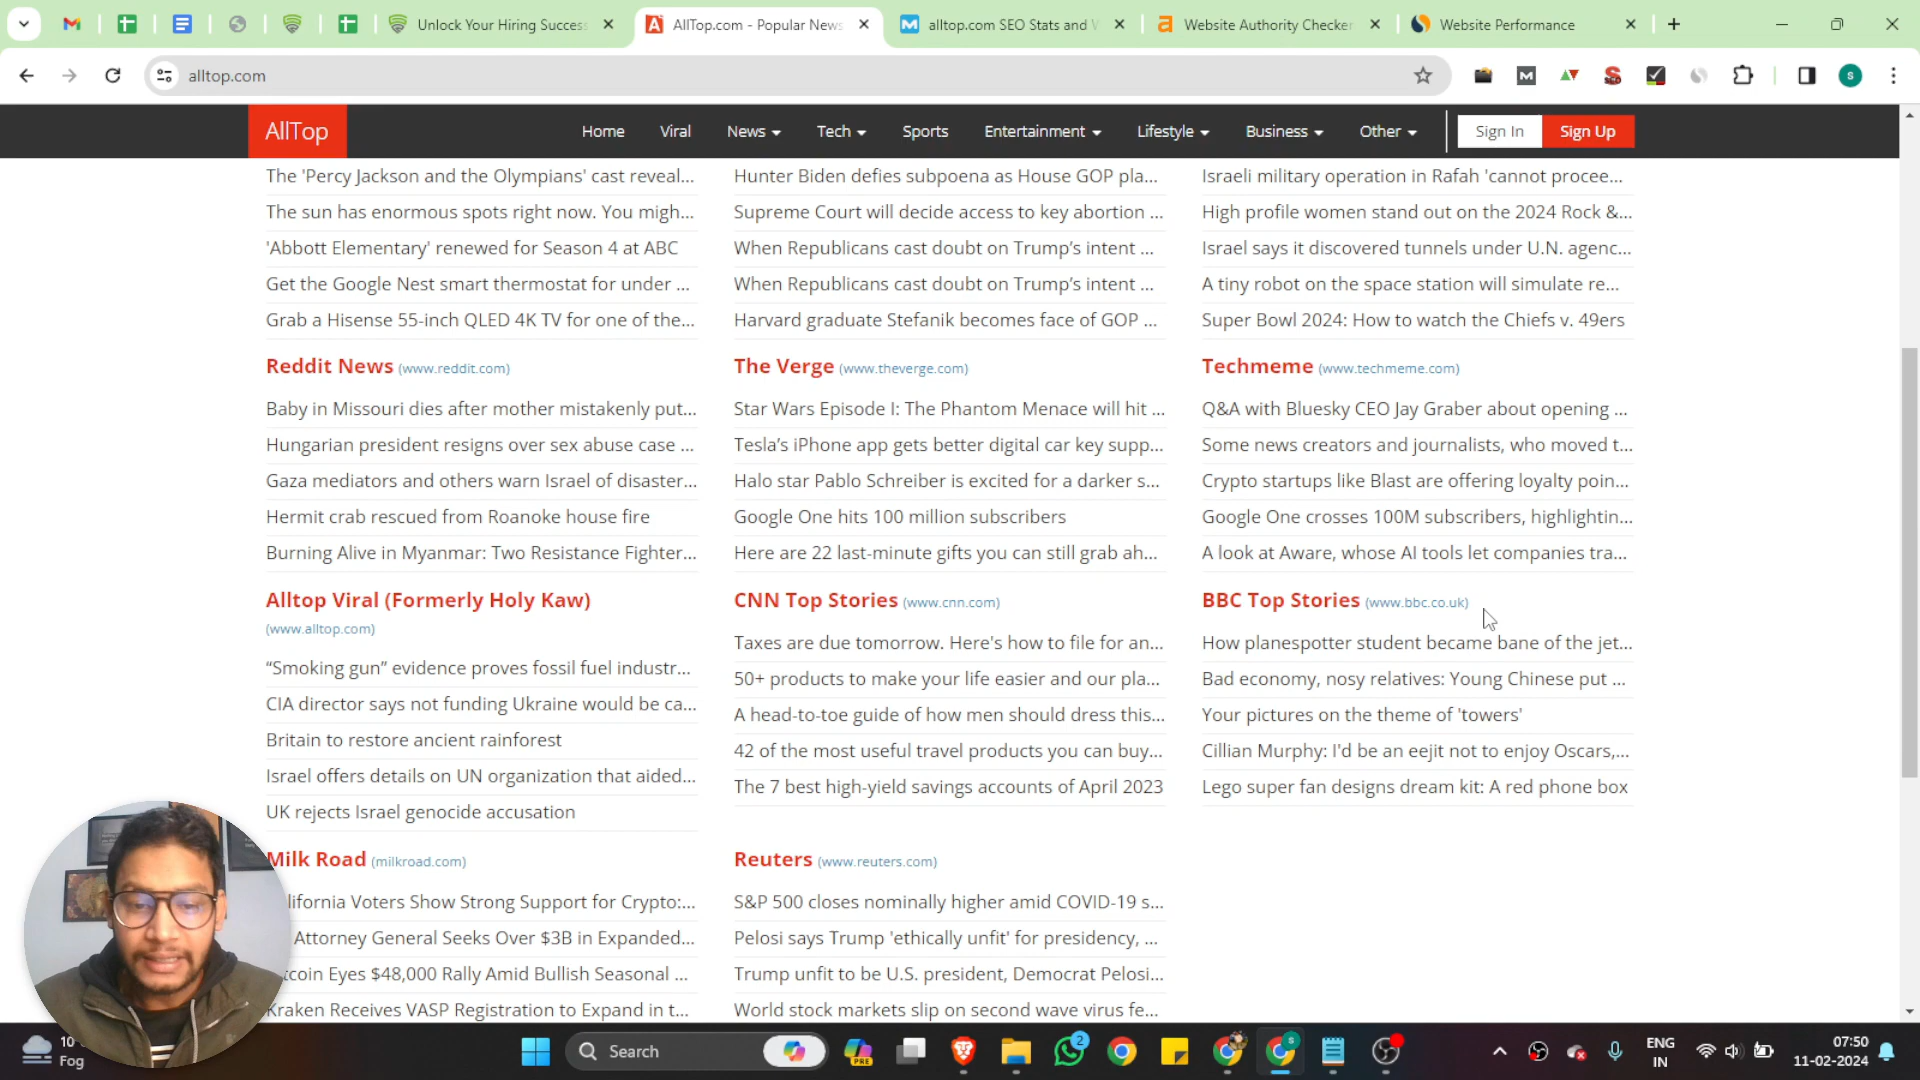 Unlock Your Hiring Success
AllTop.com - Popular News
alltop.com SEO Stats and W
Website Authority Checker
Website Performance
alltop.com
AllTop
Home
Viral
News
Tech
Sports
Entertainment
Lifestyle
Business
Other
Sign In
Sign Up
The 'Percy Jackson and the Olympians' cast reveal...
The sun has enormous spots right now. You migh...
'Abbott Elementary' renewed for Season 4 at ABC
Get the Google Nest smart thermostat for under ...
Grab a Hisense 55-inch QLED 4K TV for one of the...
Hunter Biden defies subpoena as House GOP pla...
Supreme Court will decide access to key abortion ...
When Republicans cast doubt on Trump's intent ...
When Republicans cast doubt on Trump's intent ...
Harvard graduate Stefanik becomes face of GOP ...
Israeli military operation in Rafah 'cannot procee...
High profile women stand out on the 2024 Rock &...
Israel says it discovered tunnels under U.N. agenc...
A tiny robot on the space station will simulate re...
Super Bowl 2024: How to watch the Chiefs v. 49ers
Reddit News (www.reddit.com)
Baby in Missouri dies after mother mistakenly put...
Hungarian president resigns over sex abuse case ...
Gaza mediators and others warn Israel of disaster...
Hermit crab rescued from Roanoke house fire
Burning Alive in Myanmar: Two Resistance Fighter...
The Verge (www.theverge.com)
Star Wars Episode I: The Phantom Menace will hit ...
Tesla's iPhone app gets better digital car key supp...
Halo star Pablo Schreiber is excited for a darker s...
Google One hits 100 million subscribers
Here are 22 last-minute gifts you can still grab ah...
Techmeme (www.techmeme.com)
Q&A with Bluesky CEO Jay Graber about opening ...
Some news creators and journalists, who moved t...
Crypto startups like Blast are offering loyalty poin...
Google One crosses 100M subscribers, highlightin...
A look at Aware, whose AI tools let companies tra...
Alltop Viral (Formerly Holy Kaw)
(www.alltop.com)
“Smoking gun” evidence proves fossil fuel industr...
CIA director says not funding Ukraine would be ca...
Britain to restore ancient rainforest
Israel offers details on UN organization that aided...
UK rejects Israel genocide accusation
CNN Top Stories (www.cnn.com)
Taxes are due tomorrow. Here's how to file for an...
50+ products to make your life easier and our pla...
A head-to-toe guide of how men should dress this...
42 of the most useful travel products you can buy...
The 7 best high-yield savings accounts of April 2023
BBC Top Stories (www.bbc.co.uk)
How planespotter student became bane of the jet...
Bad economy, nosy relatives: Young Chinese put ...
Your pictures on the theme of 'towers'
Cillian Murphy: I'd be an eejit not to enjoy Oscars,...
Lego super fan designs dream kit: A red phone box
Milk Road (milkroad.com)
lifornia Voters Show Strong Support for Crypto:...
Attorney General Seeks Over $3B in Expanded...
tcoin Eyes $48,000 Rally Amid Bullish Seasonal ...
Kraken Receives VASP Registration to Expand in t...
Reuters (www.reuters.com)
S&P 500 closes nominally higher amid COVID-19 s...
Pelosi says Trump 'ethically unfit' for presidency, ...
Trump unfit to be U.S. president, Democrat Pelosi...
World stock markets slip on second wave virus fe...
10°
Fog
Search
PRE
2
ENG
IN
07:50
11-02-2024